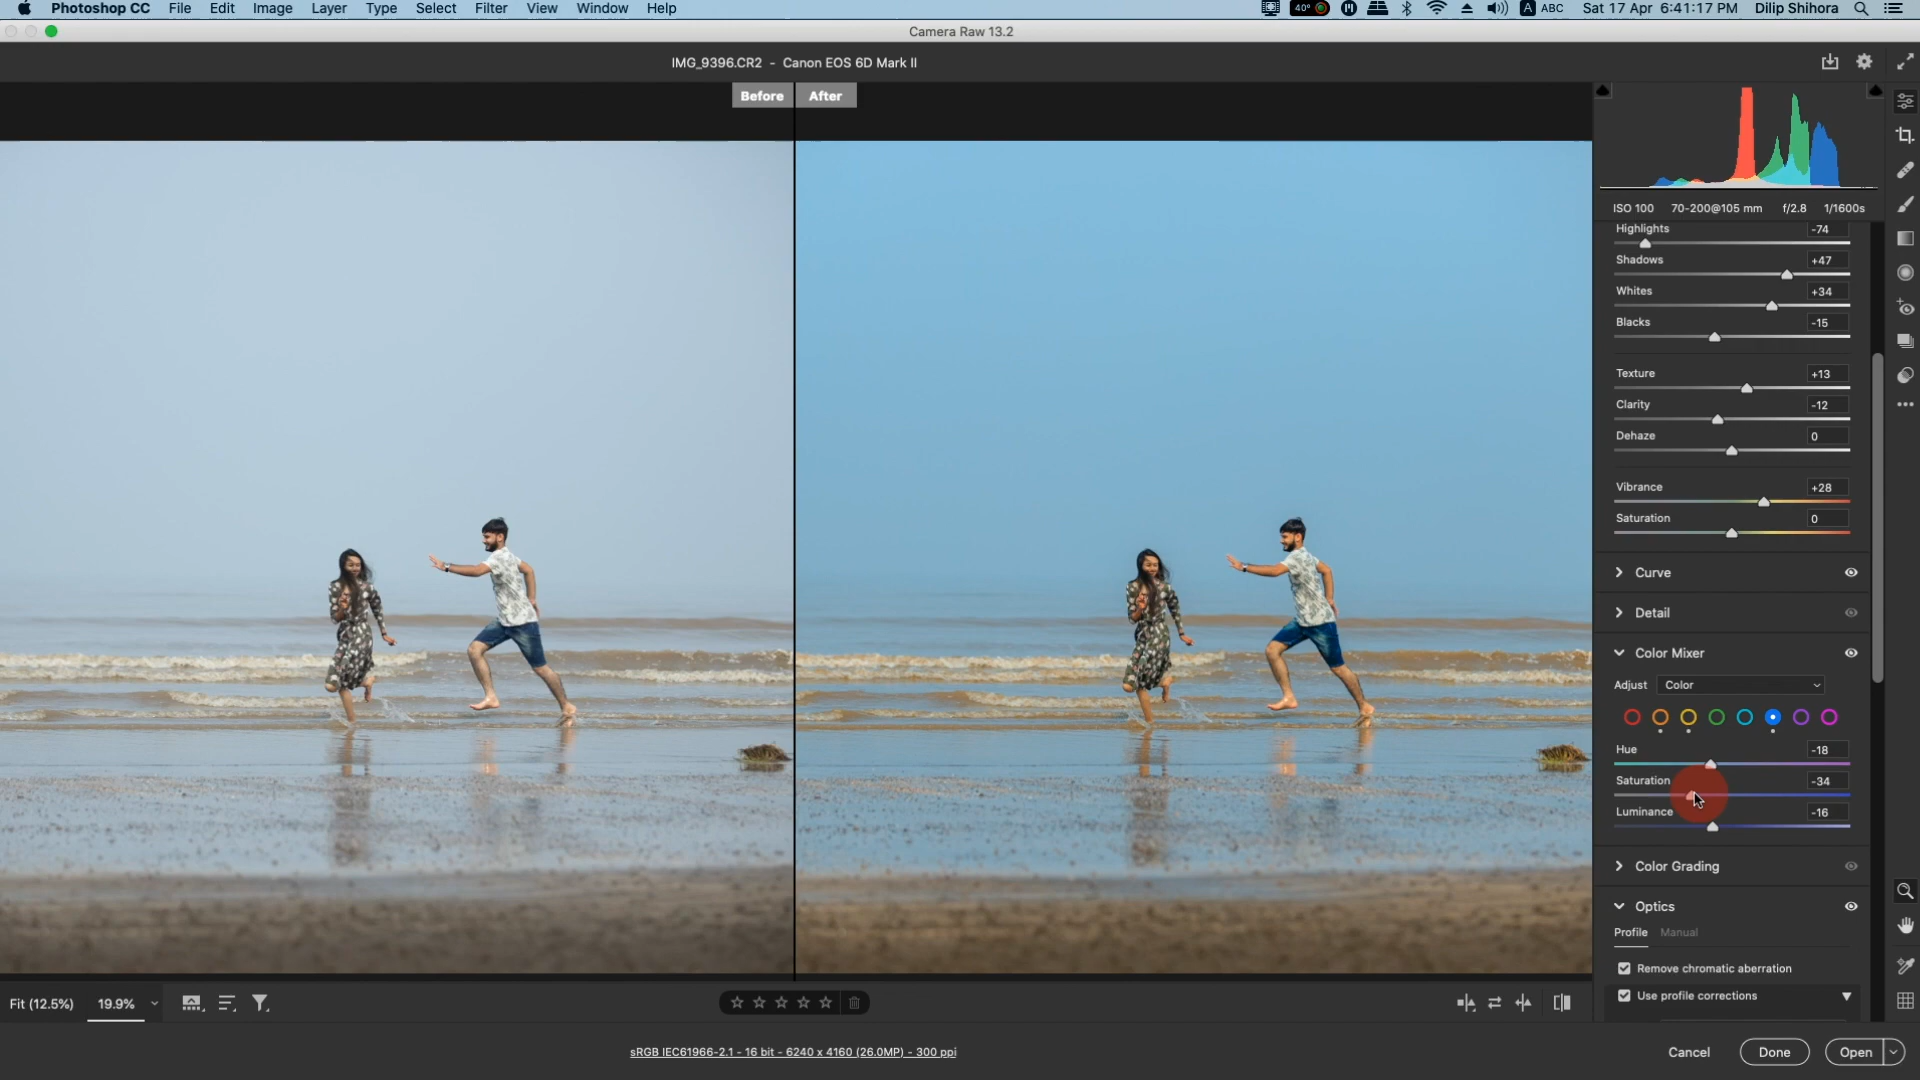 Photoshop CC File Edit Image Layer Type Select Filter View Window Help 40° A ABC Sat 17 Apr 6:41:17 PM Dilip Shihora
Camera Raw 13.2
IMG_9396.CR2 - Canon EOS 6D Mark II
Before After
ISO 100 70-200@105 mm f/2.8 1/1600s
Highlights -74
Shadows +47
Whites +34
Blacks -15
Texture +13
Clarity -12
Dehaze 0
Vibrance +28
Saturation 0
Curve
Detail
Color Mixer
Adjust Color
Hue -18
Saturation -34
Luminance -16
Color Grading
Optics
Profile Manual
Remove chromatic aberration
Use profile corrections
Fit (12.5%) 19.9%
sRGB IEC61966-2.1 - 16 bit - 6240 x 4160 (26.0MP) - 300 ppi
Cancel Done Open